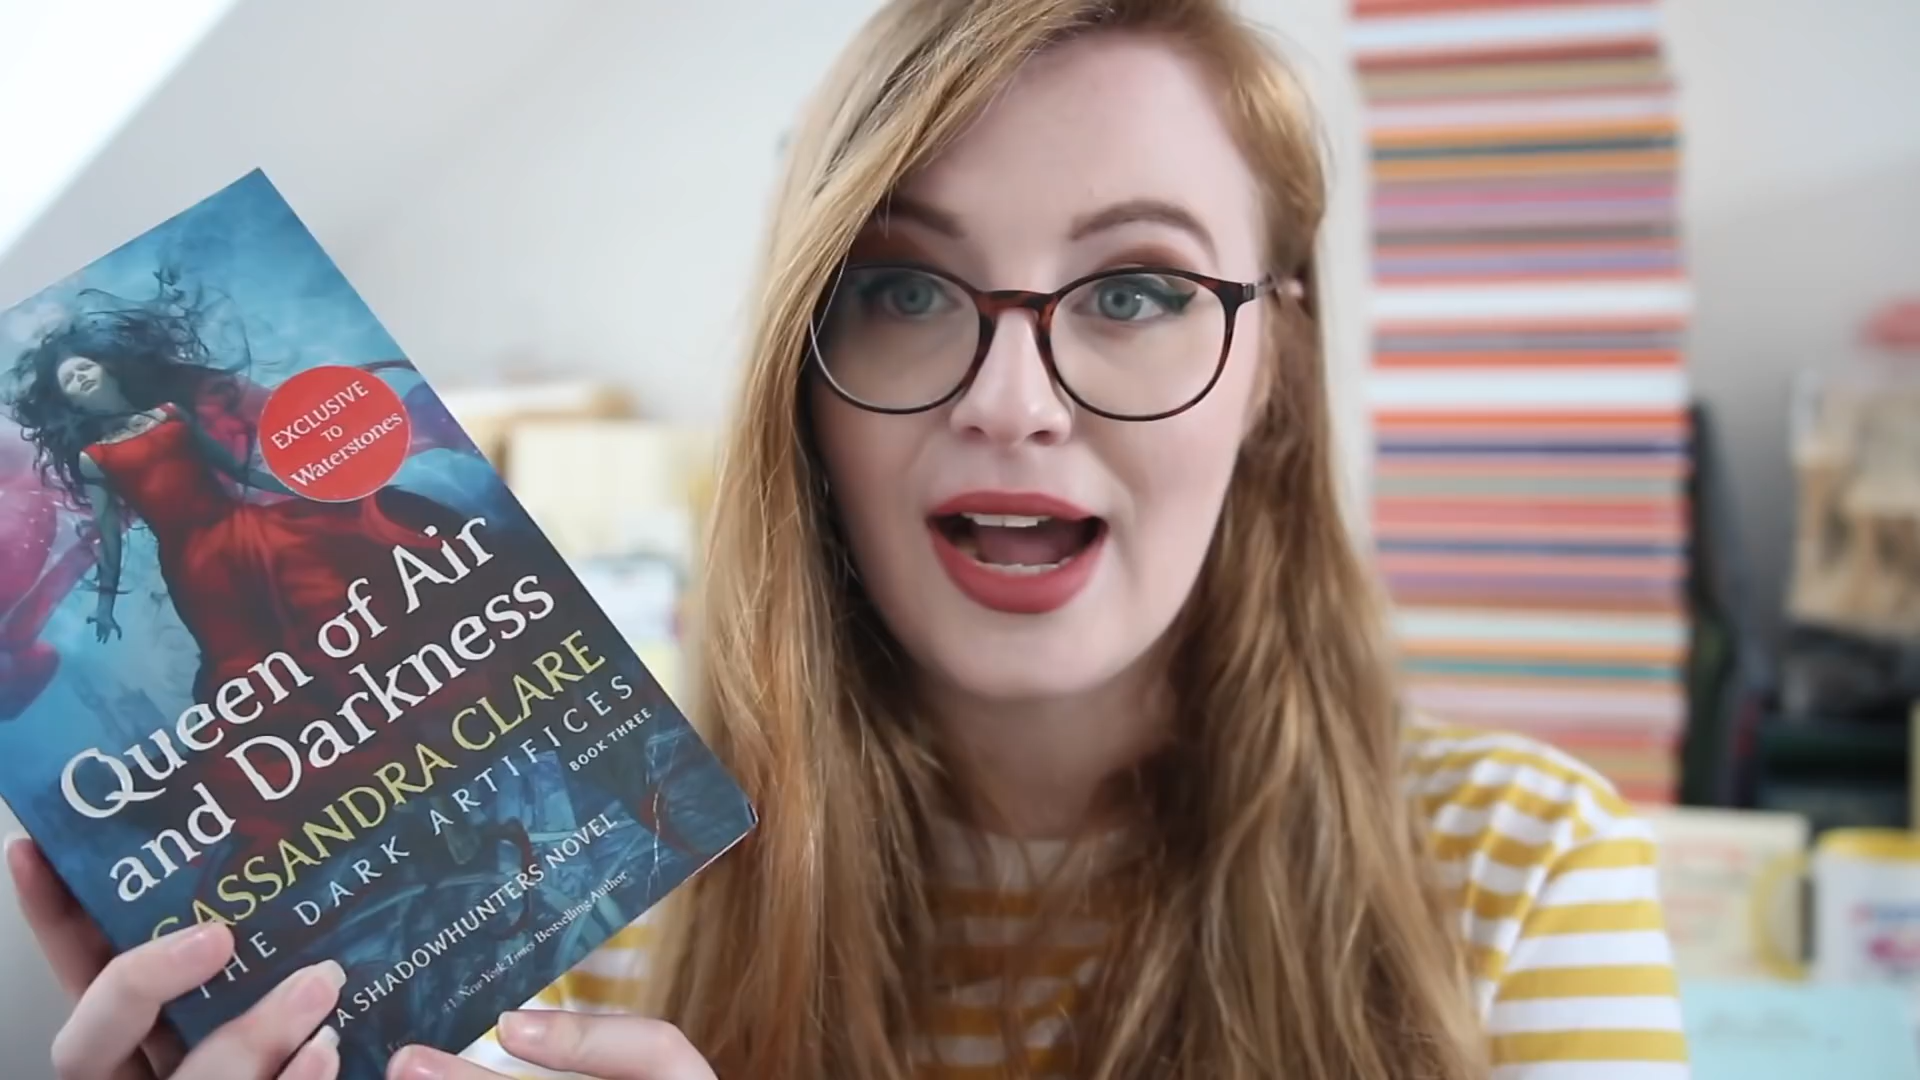 EXCLUSIVE
TO
Waterstones
Queen of Air
and Darkness
CASSANDRA CLARE
THE DARK ARTIFICES
BOOK THREE
A SHADOWHUNTERS NOVEL
#1 New York Times Bestselling Author